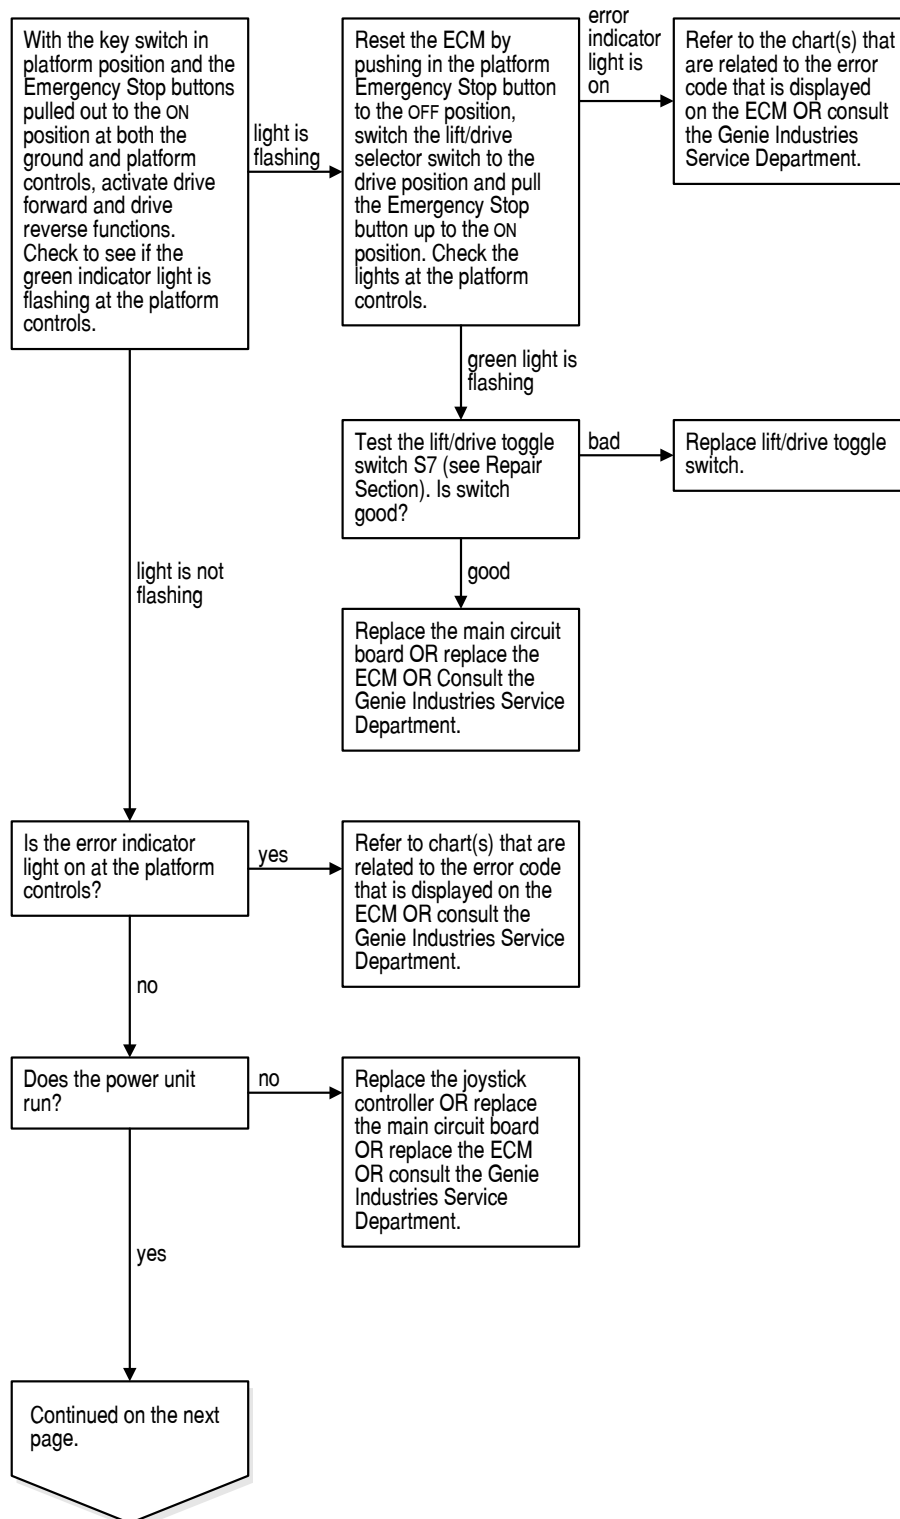 With the key switch in
platform position and the
Emergency Stop buttons
pulled out to the ON
position at both the
ground and platform
controls, activate drive
forward and drive
reverse functions.
Check to see if the
green indicator light is
flashing at the platform
controls.
light is
flashing
Reset the ECM by
pushing in the platform
Emergency Stop button
to the OFF position,
switch the lift/drive
selector switch to the
drive position and pull
the Emergency Stop
button up to the ON
position. Check the
lights at the platform
controls.
error
indicator
light is
on
Refer to the chart(s) that
are related to the error
code that is displayed
on the ECM OR consult
the Genie Industries
Service Department.
green light is
flashing
Test the lift/drive toggle
switch S7 (see Repair
Section). Is switch
good?
bad
Replace lift/drive toggle
switch.
good
Replace the main circuit
board OR replace the
ECM OR Consult the
Genie Industries Service
Department.
light is not
flashing
Is the error indicator
light on at the platform
controls?
yes
Refer to chart(s) that are
related to the error code
that is displayed on the
ECM OR consult the
Genie Industries Service
Department.
no
Does the power unit
run?
no
Replace the joystick
controller OR replace
the main circuit board
OR replace the ECM
OR consult the Genie
Industries Service
Department.
yes
Continued on the next
page.